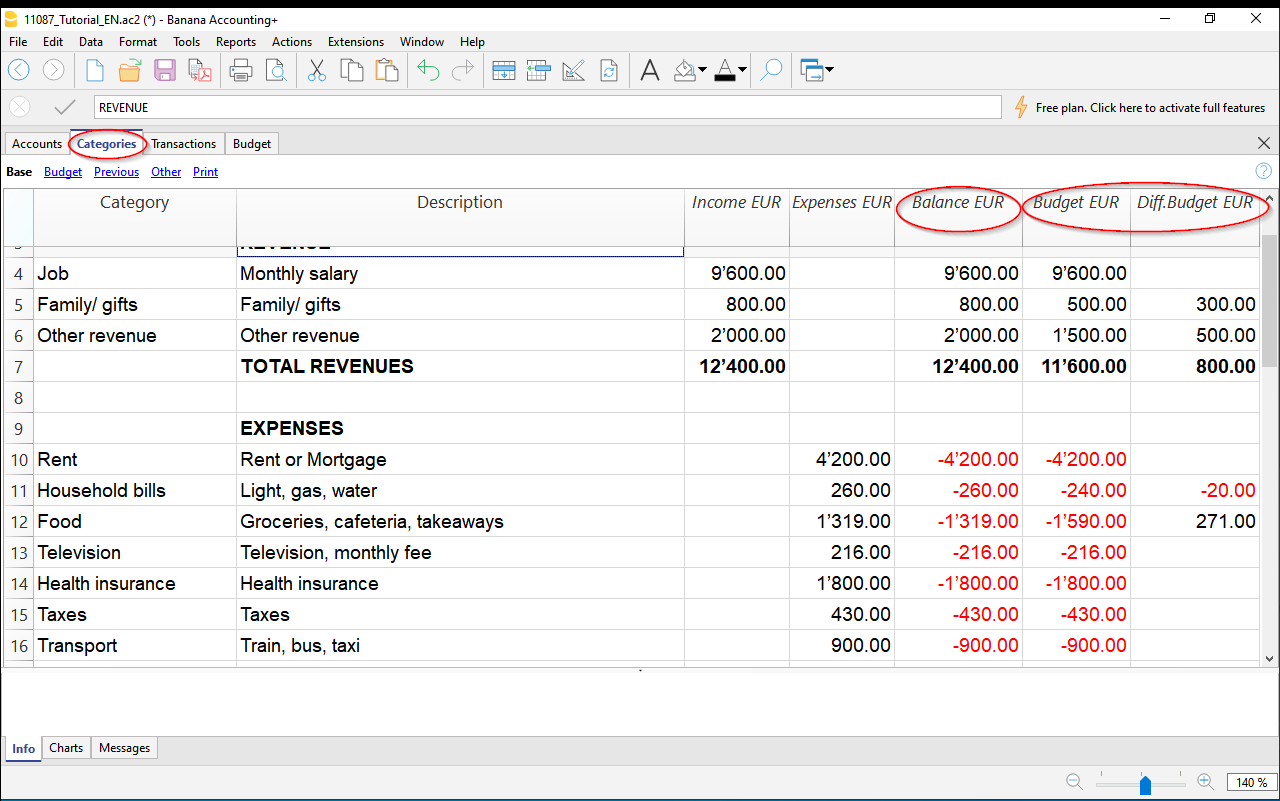 11087_Tutorial_EN.ac2 (*) - Banana Accounting+
File Edit Data Format Tools Reports Actions Extensions Window Help
REVENUE Free plan. Click here to activate full features
Accounts Categories Transactions Budget
Base Budget Previous Other Print
Category Description Income EUR Expenses EUR Balance EUR Budget EUR Diff.Budget EUR
3 REVENUE
4 Job Monthly salary 9’600.00 9’600.00 9’600.00
5 Family/ gifts Family/ gifts 800.00 800.00 500.00 300.00
6 Other revenue Other revenue 2’000.00 2’000.00 1’500.00 500.00
7 TOTAL REVENUES 12’400.00 12’400.00 11’600.00 800.00
8
9 EXPENSES
10 Rent Rent or Mortgage 4’200.00 -4’200.00 -4’200.00
11 Household bills Light, gas, water 260.00 -260.00 -240.00 -20.00
12 Food Groceries, cafeteria, takeaways 1’319.00 -1’319.00 -1’590.00 271.00
13 Television Television, monthly fee 216.00 -216.00 -216.00
14 Health insurance Health insurance 1’800.00 -1’800.00 -1’800.00
15 Taxes Taxes 430.00 -430.00 -430.00
16 Transport Train, bus, taxi 900.00 -900.00 -900.00
Info Charts Messages
140 %